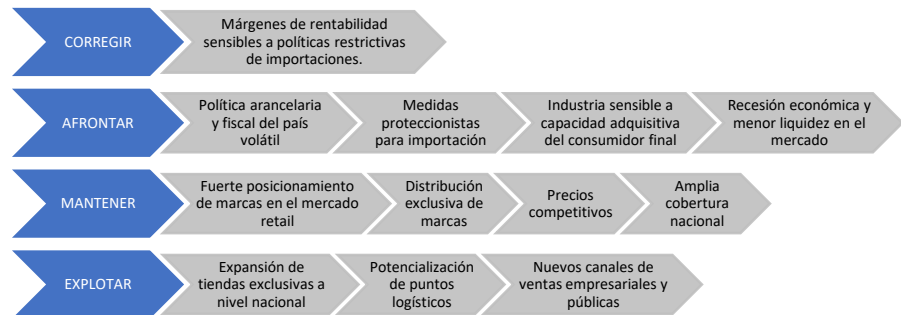 CORREGIR
Márgenes de rentabilidad
sensibles a políticas restrictivas
de importaciones.
AFRONTAR
Política arancelaria
y fiscal del país
volátil
Medidas
proteccionistas
para importación
Industria sensible a
capacidad adquisitiva
del consumidor final
Recesión económica y
menor liquidez en el
mercado
MANTENER
Fuerte posicionamiento
de marcas en el mercado
retail
Distribución
exclusiva de
marcas
Precios
competitivos
Amplia
cobertura
nacional
EXPLOTAR
Expansión de
tiendas exclusivas a
nivel nacional
Potencialización
de puntos
logísticos
Nuevos canales de
ventas empresariales y
públicas